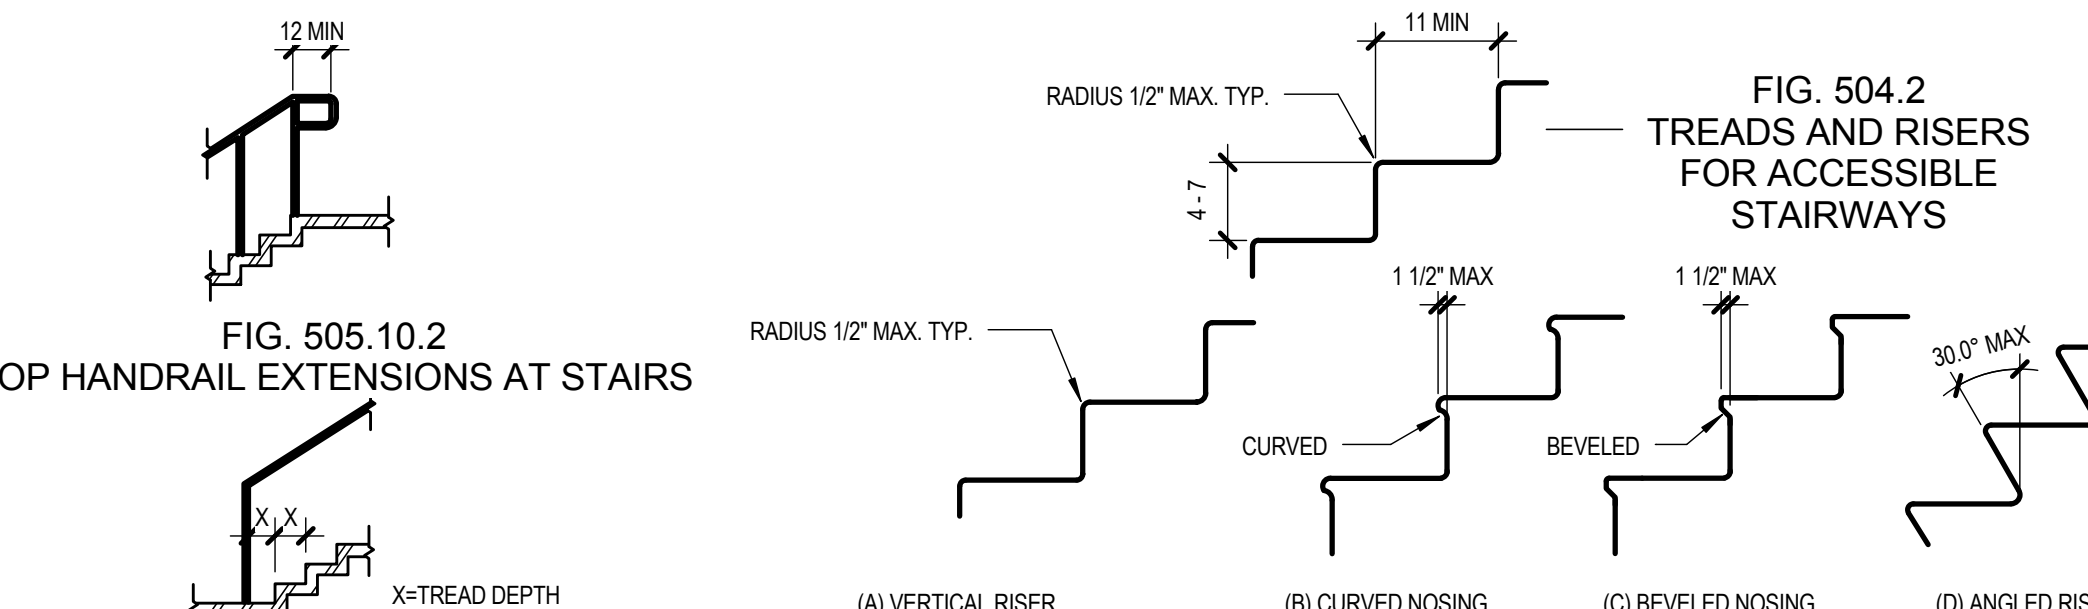 12 MIN
FIG. 505.10.2
OP HANDRAIL EXTENSIONS AT STAIRS
X X
X=TREAD DEPTH
11 MIN
RADIUS 1/2" MAX. TYP.
4 - 7
FIG. 504.2
TREADS AND RISERS
FOR ACCESSIBLE
STAIRWAYS
RADIUS 1/2" MAX. TYP.
1 1/2" MAX
CURVED
1 1/2" MAX
BEVELED
30.0° MAX
(A) VERTICAL RISER
(B) CURVED NOSING
(C) BEVELED NOSING
(D) ANGLED RIS